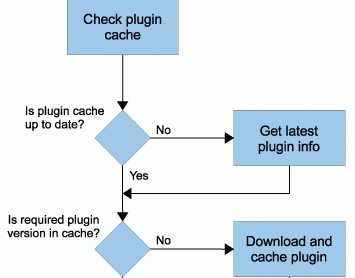 Check plugin
cache
Is plugin cache
up to date?
No
Get latest
plugin info
Yes
Is required plugin
version in cache?
No
Download and
cache plugin